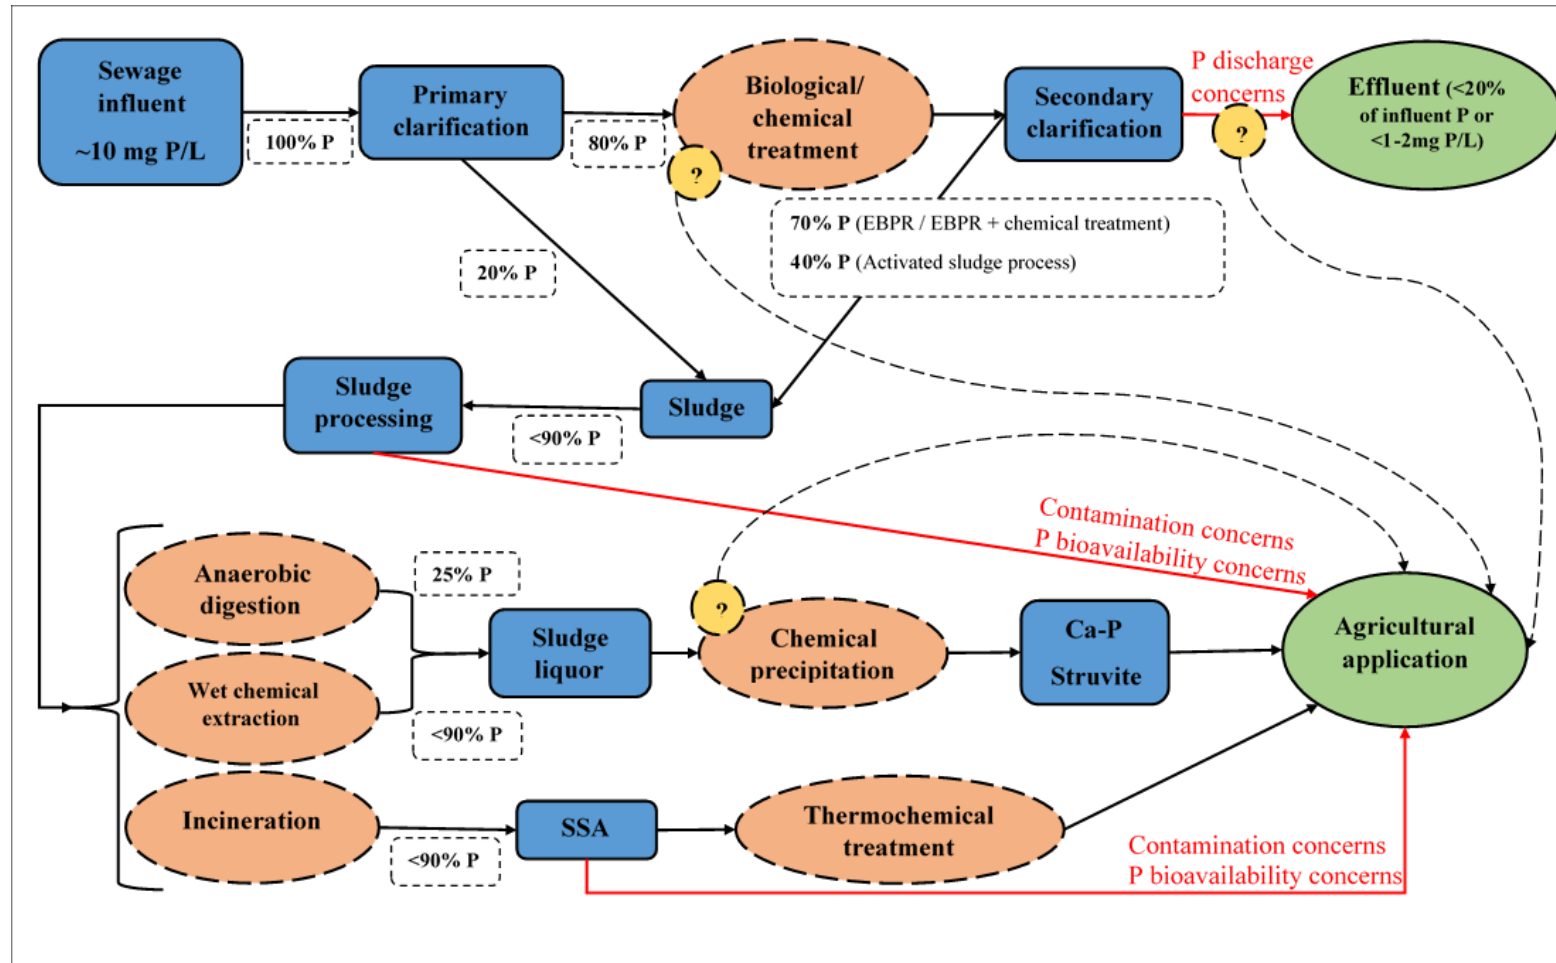 Sewage
influent
~10 mg P/L
100% P
Primary
clarification
80% P
Biological/
chemical
treatment
?
Secondary
clarification
P discharge
concerns
?
Effluent (<20%
of influent P or
<1-2mg P/L)
70% P (EBPR / EBPR + chemical treatment)
40% P (Activated sludge process)
20% P
Sludge
processing
<90% P
Sludge
Contamination concerns
P bioavailability concerns
Anaerobic
digestion
25% P
Wet chemical
extraction
<90% P
Sludge
liquor
?
Chemical
precipitation
Ca-P
Struvite
Agricultural
application
Incineration
<90% P
SSA
Thermochemical
treatment
Contamination concerns
P bioavailability concerns